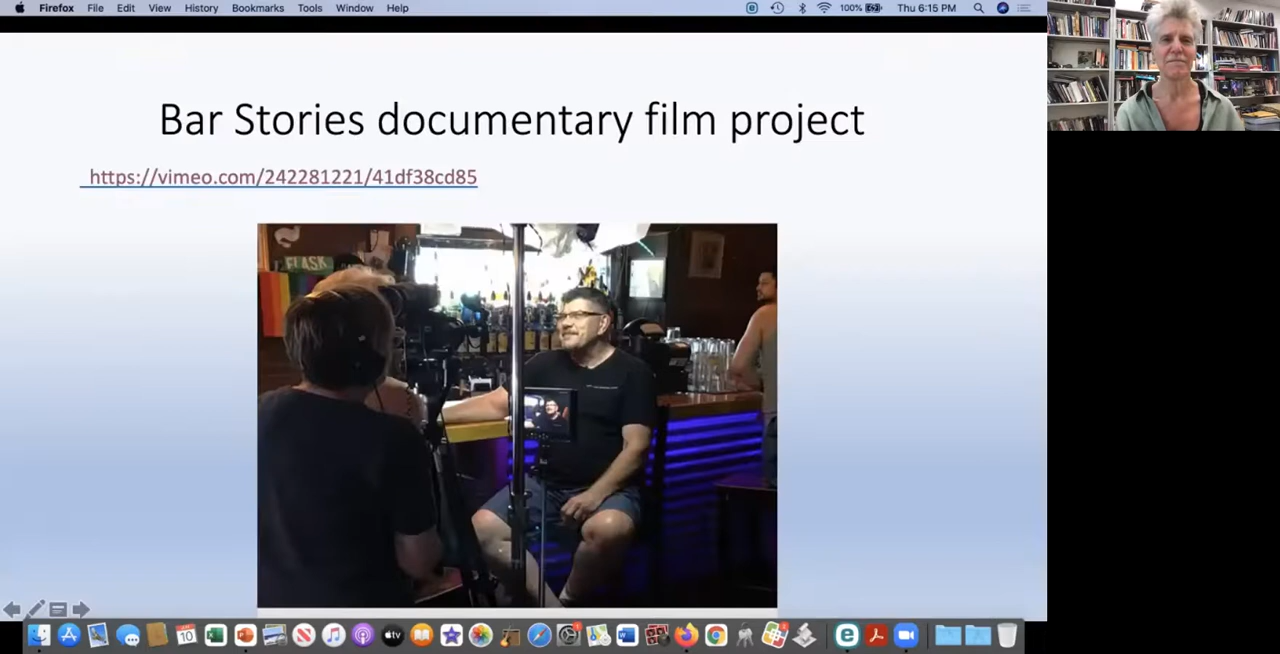 Firefox File Edit View History Bookmarks Tools Window Help 100% Thu 6:15 PM
Bar Stories documentary film project
https://vimeo.com/242281221/41df38cd85
FLASK
10